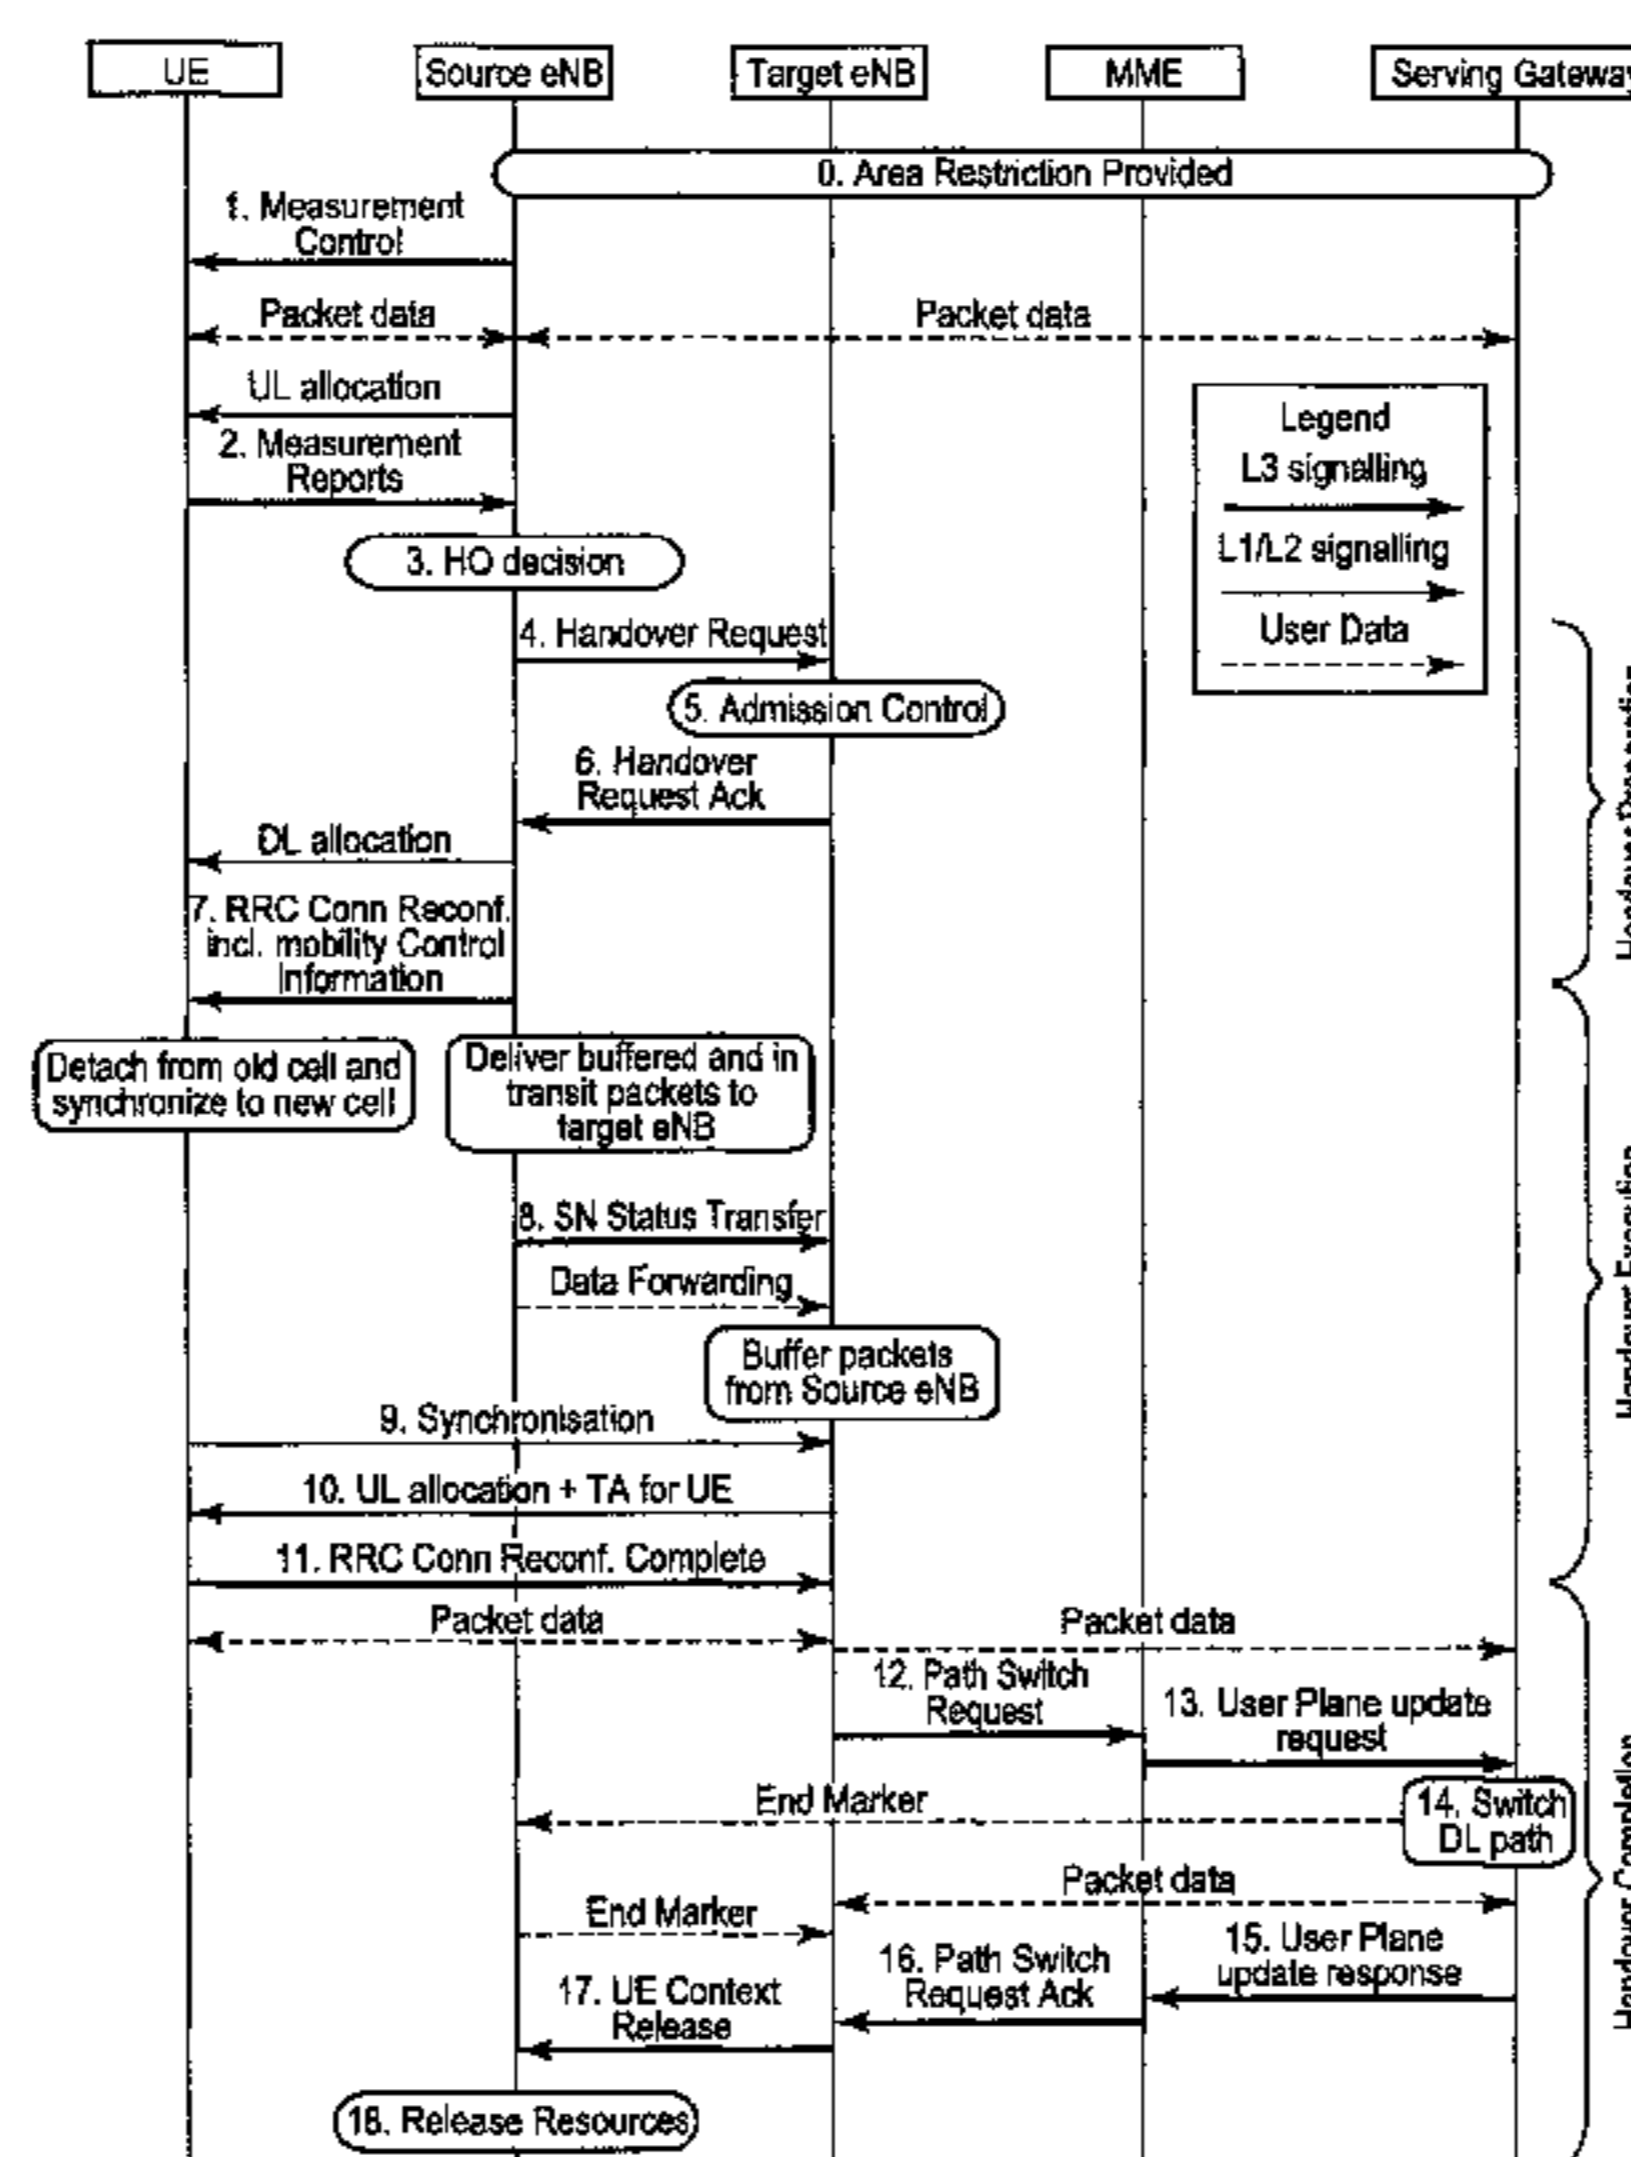 UE
Source eNB
Target eNB
MME
Serving Gateway
0. Area Restriction Provided
1. Measurement
Control
Packet data
Packet data
UL allocation
Legend
L3 signalling
L1/L2 signalling
User Data
2. Measurement
Reports
3. HO decision
4. Handover Request
5. Admission Control
6. Handover
Request Ack
DL allocation
7. RRC Conn Reconf.
incl. mobility Control
Information
Detach from old cell and
synchronize to new cell
Deliver buffered and in
transit packets to
target eNB
8. SN Status Transfer
Data Forwarding
Buffer packets
from Source eNB
9. Synchronisation
10. UL allocation + TA for UE
11. RRC Conn Reconf. Complete
Packet data
Packet data
12. Path Switch
Request
13. User Plane update
request
End Marker
14. Switch
DL path
Packet data
End Marker
15. User Plane
update response
16. Path Switch
Request Ack
17. UE Context
Release
18. Release Resources
Handover Execution
Handover Completion